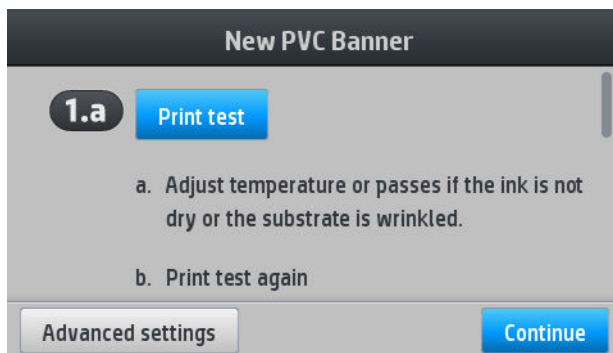 New PVC Banner
1.a Print test
a. Adjust temperature or passes if the ink is not
dry or the substrate is wrinkled.
b. Print test again
Advanced settings Continue